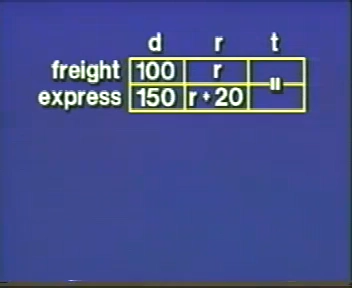 d r t
freight 100 r
=
express 150 r+20